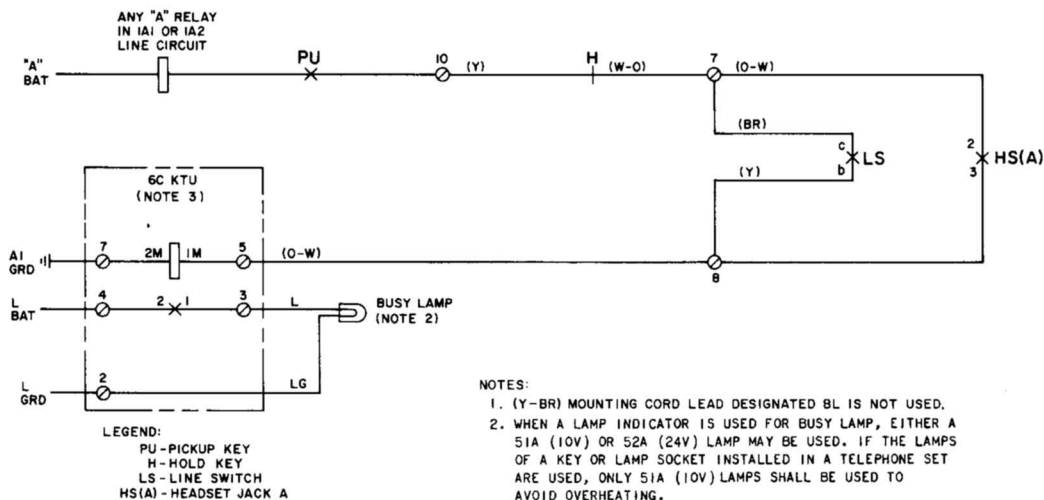 ANY "A" RELAY
IN 1A1 OR 1A2
LINE CIRCUIT
"A"
BAT
PU
10
(Y)
H
(W-O)
7
(O-W)
(BR)
c
LS
b
(Y)
2
HS(A)
3
6C KTU
(NOTE 3)
A1
GRD
7
2M
1M
5
(O-W)
8
L
BAT
4
2
1
3
L
BUSY LAMP
(NOTE 2)
L
GRD
2
LG
LEGEND:
PU-PICKUP KEY
H-HOLD KEY
LS-LINE SWITCH
HS(A)-HEADSET JACK A
NOTES:
1. (Y-BR) MOUNTING CORD LEAD DESIGNATED BL IS NOT USED.
2. WHEN A LAMP INDICATOR IS USED FOR BUSY LAMP, EITHER A
51A (10V) OR 52A (24V) LAMP MAY BE USED. IF THE LAMPS
OF A KEY OR LAMP SOCKET INSTALLED IN A TELEPHONE SET
ARE USED, ONLY 51A (10V) LAMPS SHALL BE USED TO
AVOID OVERHEATING.